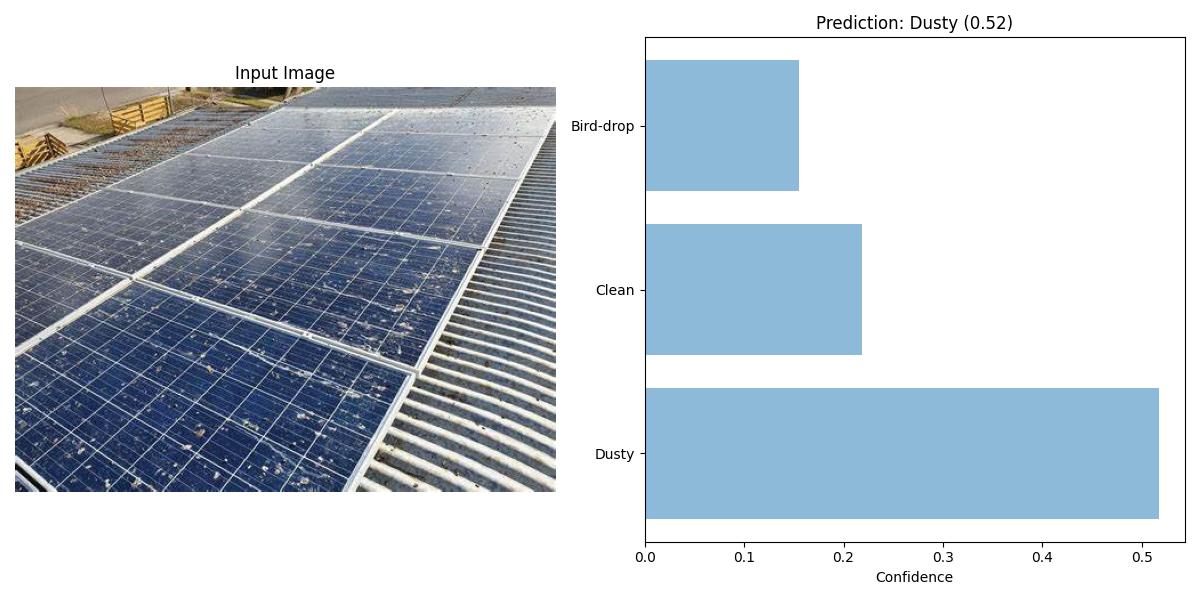 Input Image
Prediction: Dusty (0.52)
Bird-drop
Clean
Dusty
0.0 0.1 0.2 0.3 0.4 0.5
Confidence